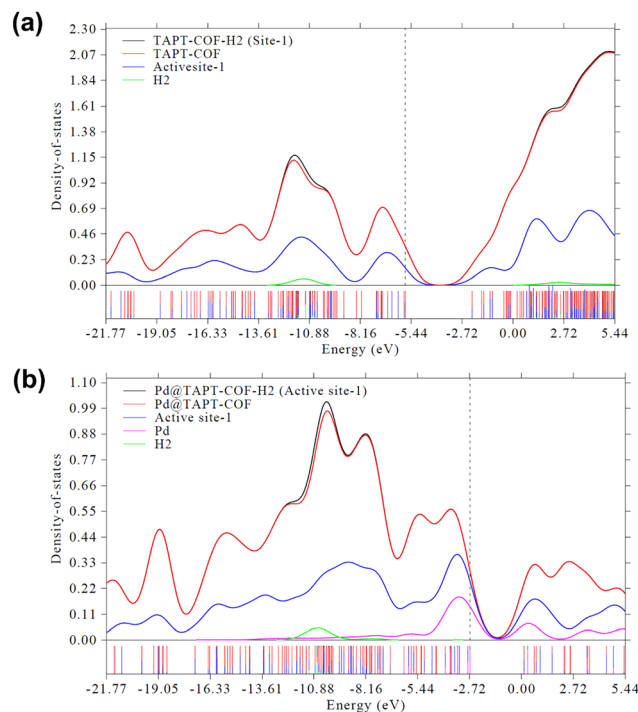 (a)
2.30
2.07
1.84
1.61
1.38
1.15
0.92
0.69
0.46
0.23
0.00
Density-of-states
TAPT-COF-H2 (Site-1)
TAPT-COF
Activesite-1
H2
-21.77 -19.05 -16.33 -13.61 -10.88 -8.16 -5.44 -2.72 0.00 2.72 5.44
Energy (eV)
(b)
1.10
0.99
0.88
0.77
0.66
0.55
0.44
0.33
0.22
0.11
0.00
Density-of-states
Pd@TAPT-COF-H2 (Active site-1)
Pd@TAPT-COF
Active site-1
Pd
H2
-21.77 -19.05 -16.33 -13.61 -10.88 -8.16 -5.44 -2.72 0.00 2.72 5.44
Energy (eV)